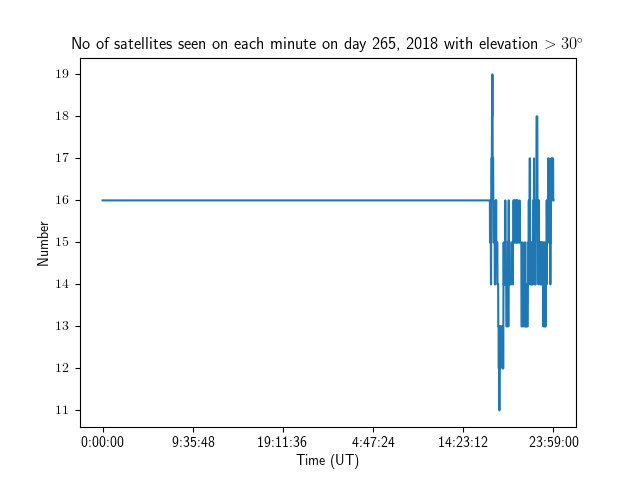 No of satellites seen on each minute on day 265, 2018 with elevation > 30°
19
18
17
16
15
14
13
12
11
Number
0:00:00 9:35:48 19:11:36 4:47:24 14:23:12 23:59:00
Time (UT)